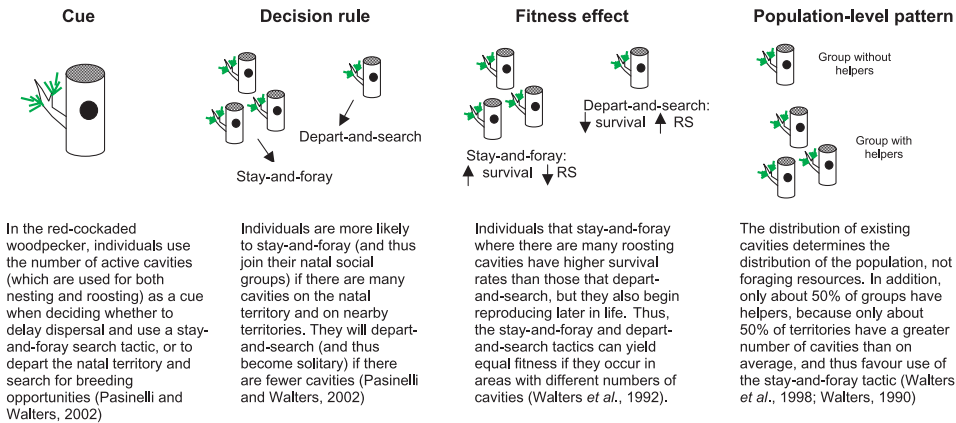 Cue
Decision rule
Fitness effect
Population-level pattern
Depart-and-search
Stay-and-foray
Depart-and-search:
survival RS
Stay-and-foray:
survival RS
Group without
helpers
Group with
helpers
In the red-cockaded
woodpecker, individuals use
the number of active cavities
(which are used for both
nesting and roosting) as a cue
when deciding whether to
delay dispersal and use a stay-
and-foray search tactic, or to
depart the natal territory and
search for breeding
opportunities (Pasinelli and
Walters, 2002)
Individuals are more likely
to stay-and-foray (and thus
join their natal social
groups) if there are many
cavities on the natal
territory and on nearby
territories. They will depart-
and-search (and thus
become solitary) if there
are fewer cavities (Pasinelli
and Walters, 2002)
Individuals that stay-and-foray
where there are many roosting
cavities have higher survival
rates than those that depart-
and-search, but they also begin
reproducing later in life. Thus,
the stay-and-foray and depart-
and-search tactics can yield
equal fitness if they occur in
areas with different numbers of
cavities (Walters et al., 1992).
The distribution of existing
cavities determines the
distribution of the population, not
foraging resources. In addition,
only about 50% of groups have
helpers, because only about
50% of territories have a greater
number of cavities than on
average, and thus favour use of
the stay-and-foray tactic (Walters
et al., 1998; Walters, 1990)